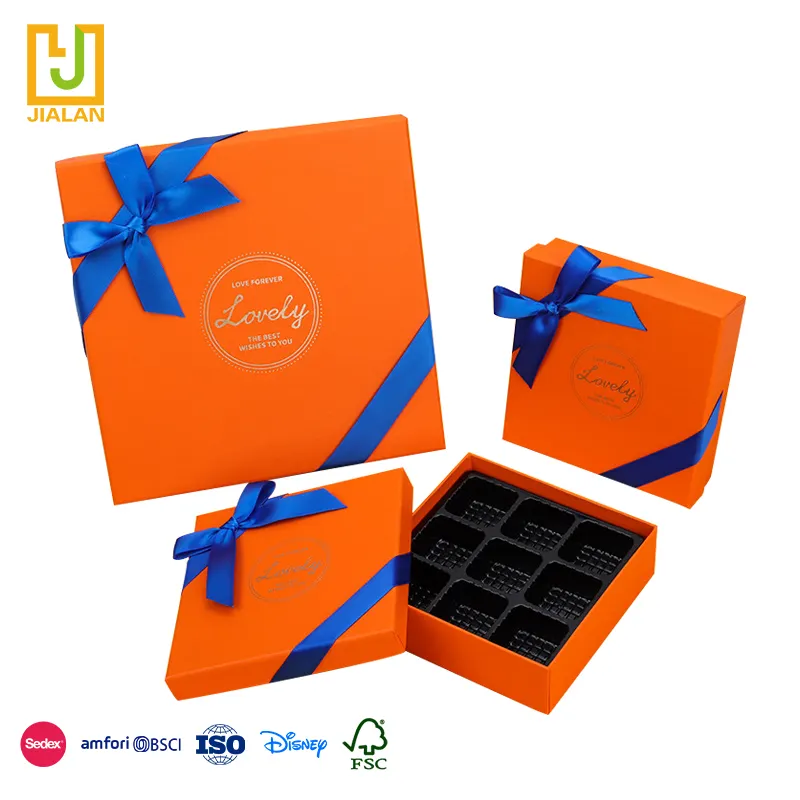 JIALAN
LOVE FOREVER
Lovely
THE BEST
WISHES TO YOU
Lovely
Lovely
Sedex
amfori BSCI
ISO
Disney
FSC